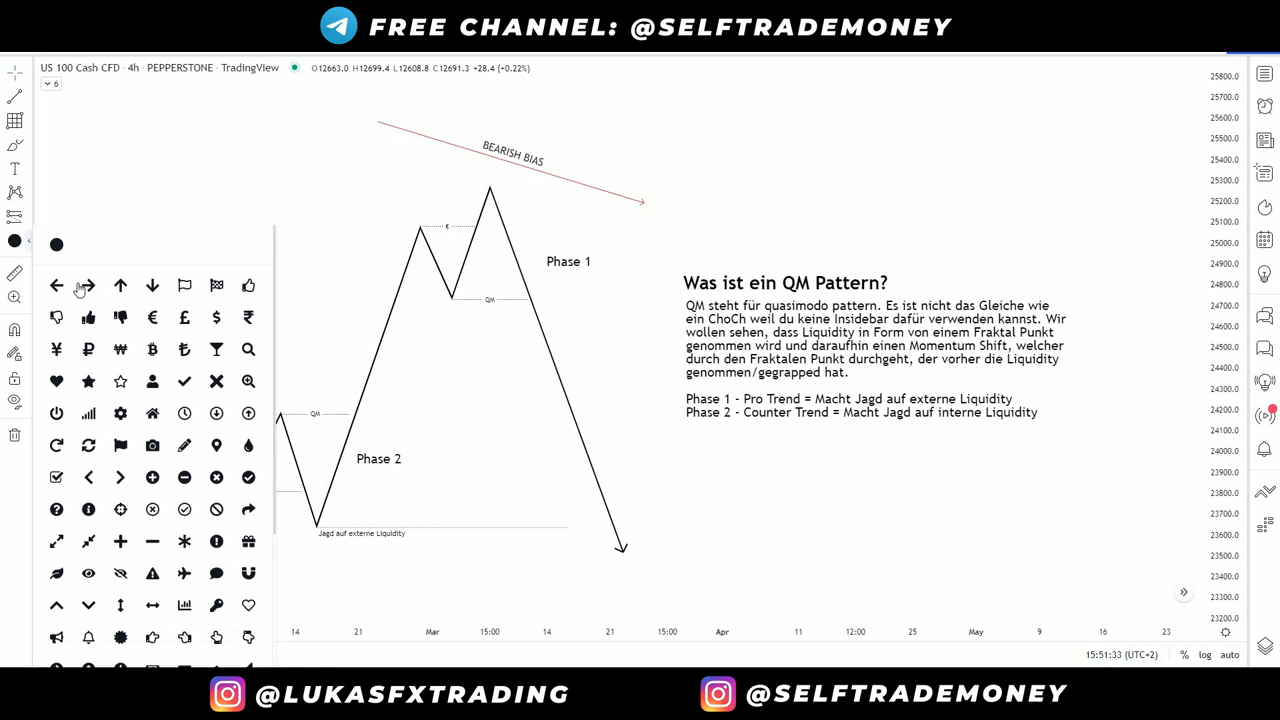 FREE CHANNEL: @SELFTRADEMONEY
US 100 Cash CFD · 4h · PEPPERSTONE · TradingView
O12663.0 H12699.4 L12608.8 C12691.3 +28.4 (+0.22%)
6
BEARISH BIAS
€
Phase 1
QM
QM
Phase 2
Jagd auf externe Liquidity
Was ist ein QM Pattern?
QM steht für quasimodo pattern. Es ist nicht das Gleiche wie
ein ChoCh weil du keine Insidebar dafür verwenden kannst. Wir
wollen sehen, dass Liquidity in Form von einem Fraktal Punkt
genommen wird und daraufhin einen Momentum Shift, welcher
durch den Fraktalen Punkt durchgeht, der vorher die Liquidity
genommen/gegrapped hat.
Phase 1 - Pro Trend = Macht Jagd auf externe Liquidity
Phase 2 - Counter Trend = Macht Jagd auf interne Liquidity
25800.0
25700.0
25600.0
25500.0
25400.0
25300.0
25200.0
25100.0
25000.0
24900.0
24800.0
24700.0
24600.0
24500.0
24400.0
24300.0
24200.0
24100.0
24000.0
23900.0
23800.0
23700.0
23600.0
23500.0
23400.0
23300.0
23200.0
14 21 Mar 15:00 14 21 15:00 Apr 11 12:00 25 May 9 16 23
15:51:33 (UTC+2) % log auto
@LUKASFXTRADING @SELFTRADEMONEY